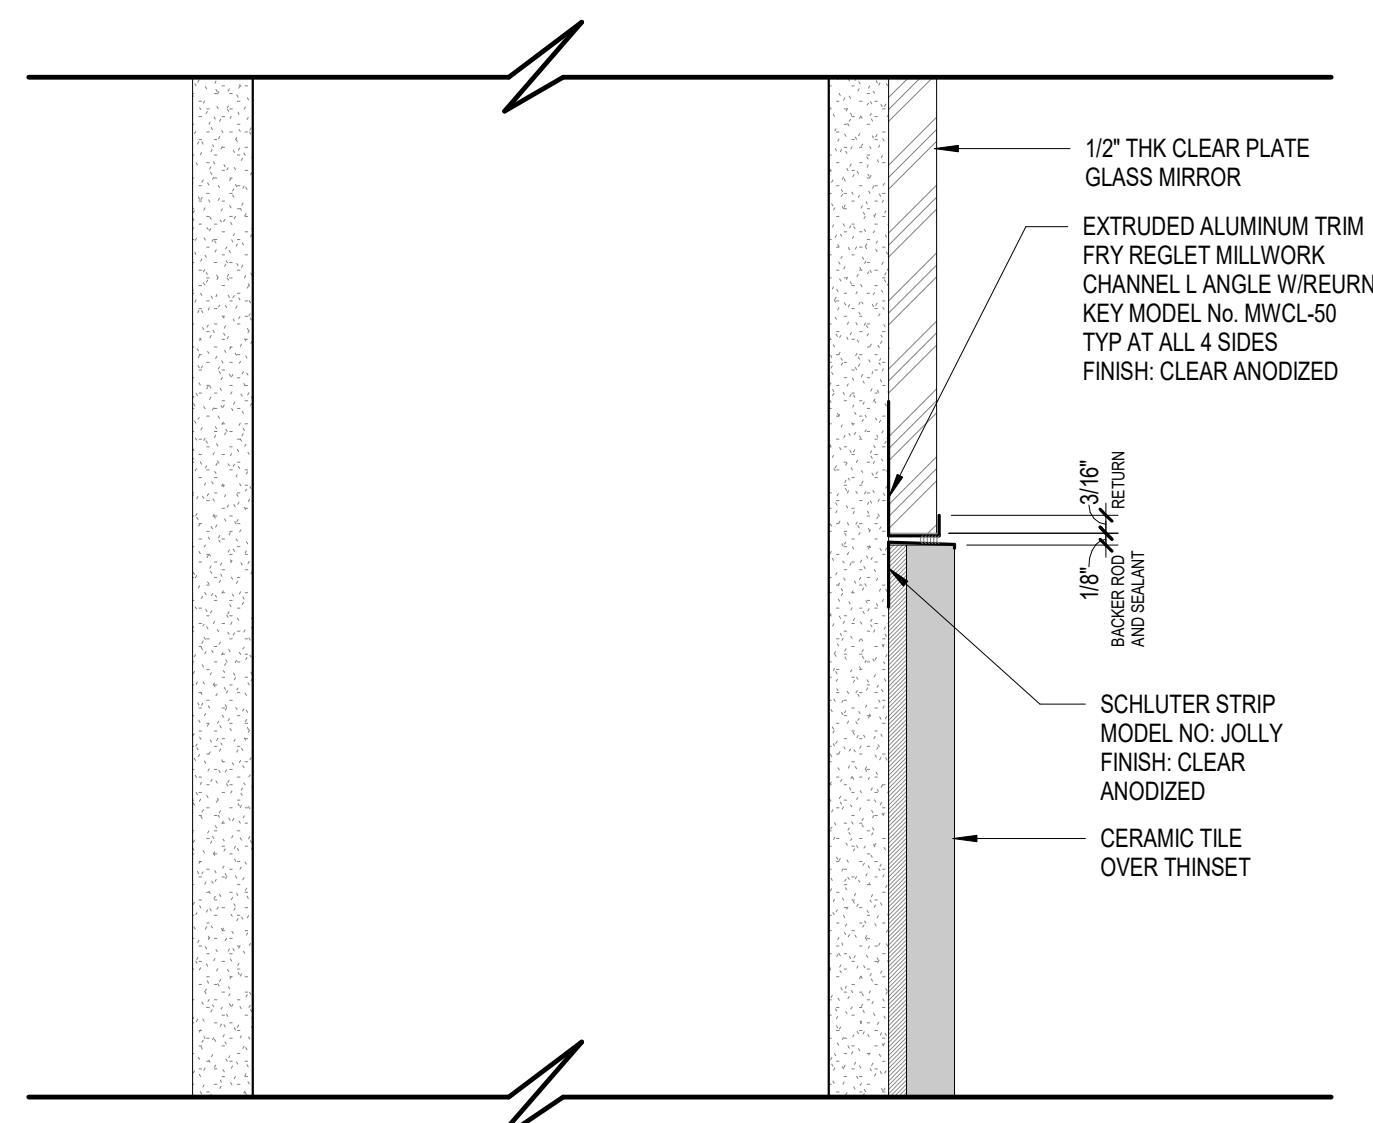 1/2" THK CLEAR PLATE
GLASS MIRROR
EXTRUDED ALUMINUM TRIM
FRY REGLET MILLWORK
CHANNEL L ANGLE W/REURN
KEY MODEL No. MWCL-50
TYP AT ALL 4 SIDES
FINISH: CLEAR ANODIZED
3/16"
RETURN
1/8"
BACKER ROD
AND SEALANT
SCHLUTER STRIP
MODEL NO: JOLLY
FINISH: CLEAR
ANODIZED
CERAMIC TILE
OVER THINSET